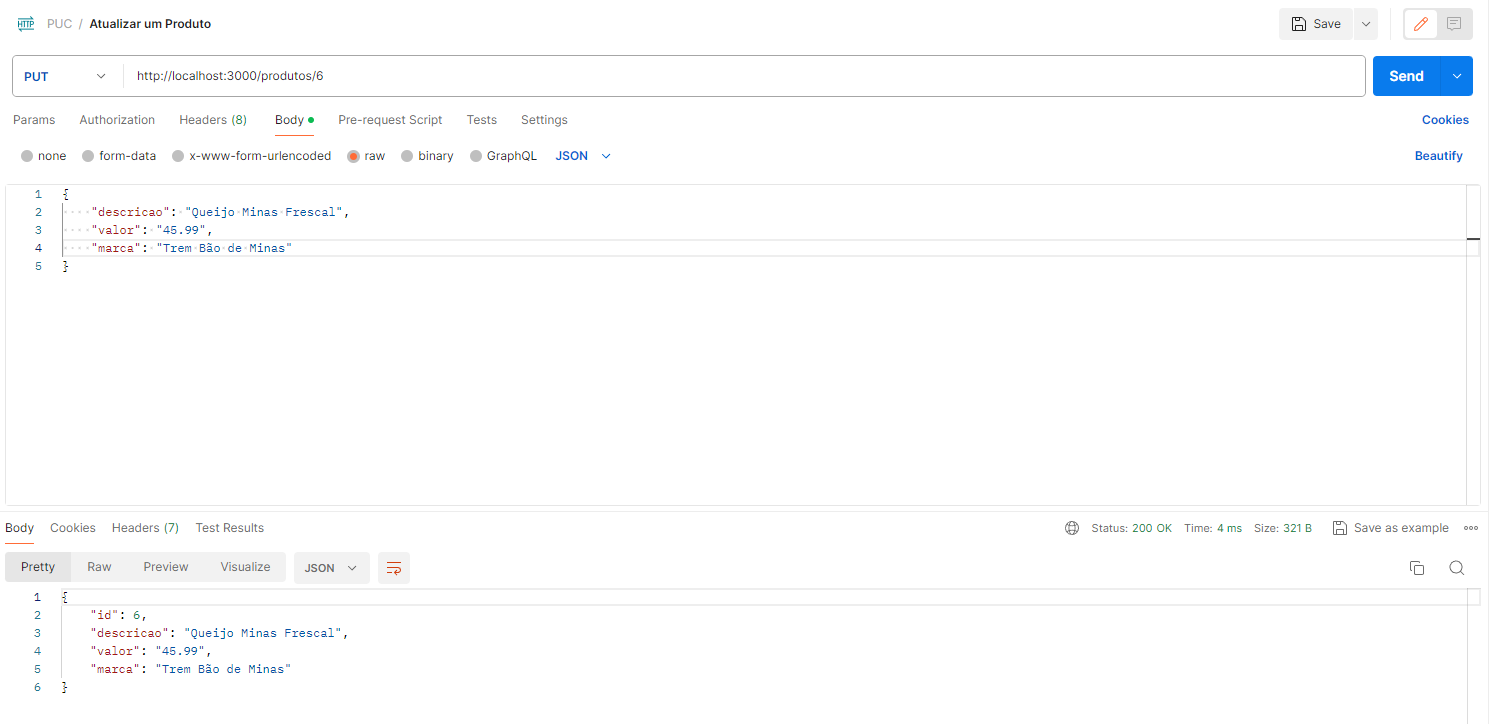 HTTP PUC / Atualizar um Produto Save
PUT http://localhost:3000/produtos/6 Send
Params Authorization Headers (8) Body Pre-request Script Tests Settings Cookies
none form-data x-www-form-urlencoded raw binary GraphQL JSON Beautify
1 {
2 "descricao": "Queijo Minas Frescal",
3 "valor": "45.99",
4 "marca": "Trem Bão de Minas"
5 }
Body Cookies Headers (7) Test Results Status: 200 OK Time: 4 ms Size: 321 B Save as example
Pretty Raw Preview Visualize JSON
1 {
2 "id": 6,
3 "descricao": "Queijo Minas Frescal",
4 "valor": "45.99",
5 "marca": "Trem Bão de Minas"
6 }